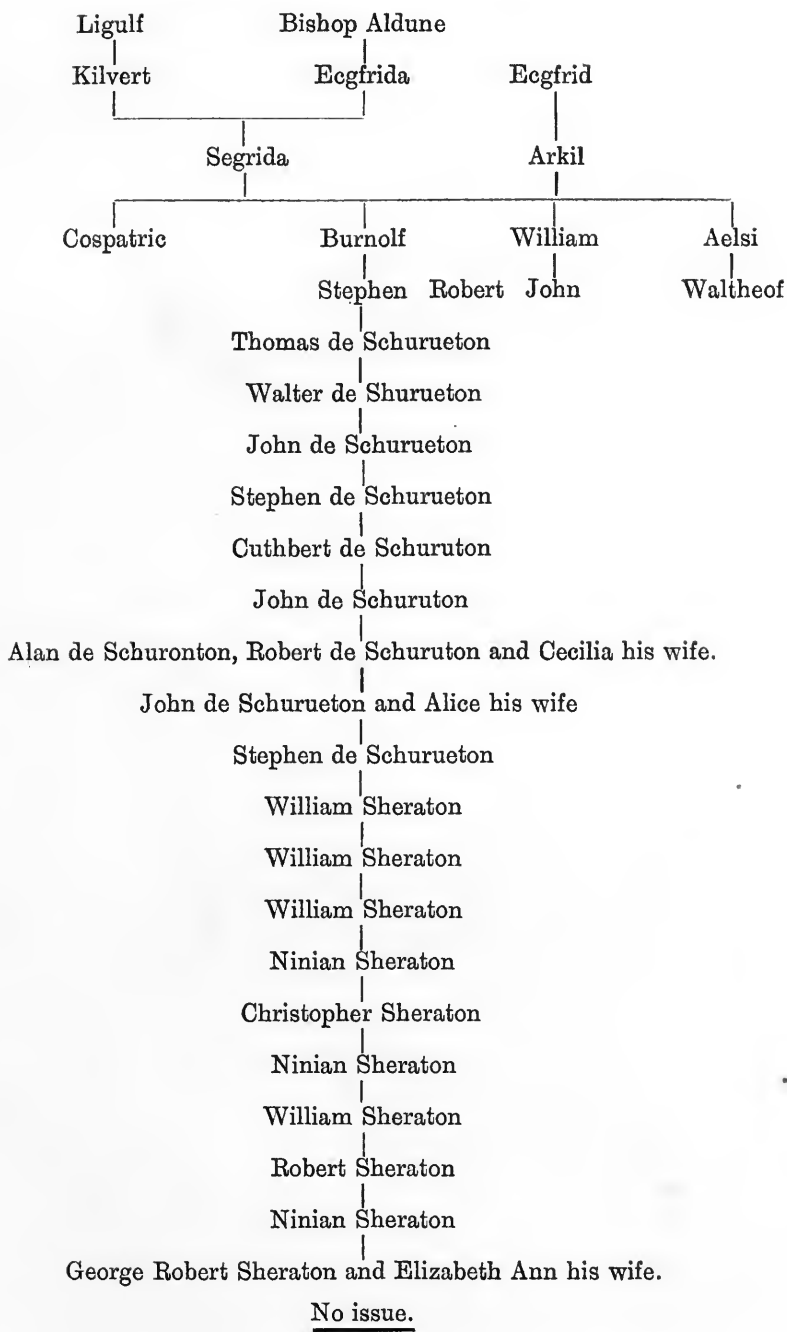 Ligulf Bishop Aldune
Kilvert Ecgfrida Ecgfrid
Segrida Arkil
Cospatric Burnolf William Aelsi
Stephen Robert John Waltheof
Thomas de Schurueton
Walter de Shurueton
John de Schurueton
Stephen de Schurueton
Cuthbert de Schuruton
John de Schuruton
Alan de Schuronton, Robert de Schuruton and Cecilia his wife.
John de Schurueton and Alice his wife
Stephen de Schurueton
William Sheraton
William Sheraton
William Sheraton
Ninian Sheraton
Christopher Sheraton
Ninian Sheraton
William Sheraton
Robert Sheraton
Ninian Sheraton
George Robert Sheraton and Elizabeth Ann his wife.
No issue.